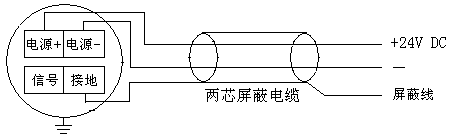 电源+ 电源- +24V DC
信号 接地 —
两芯屏蔽电缆 屏蔽线